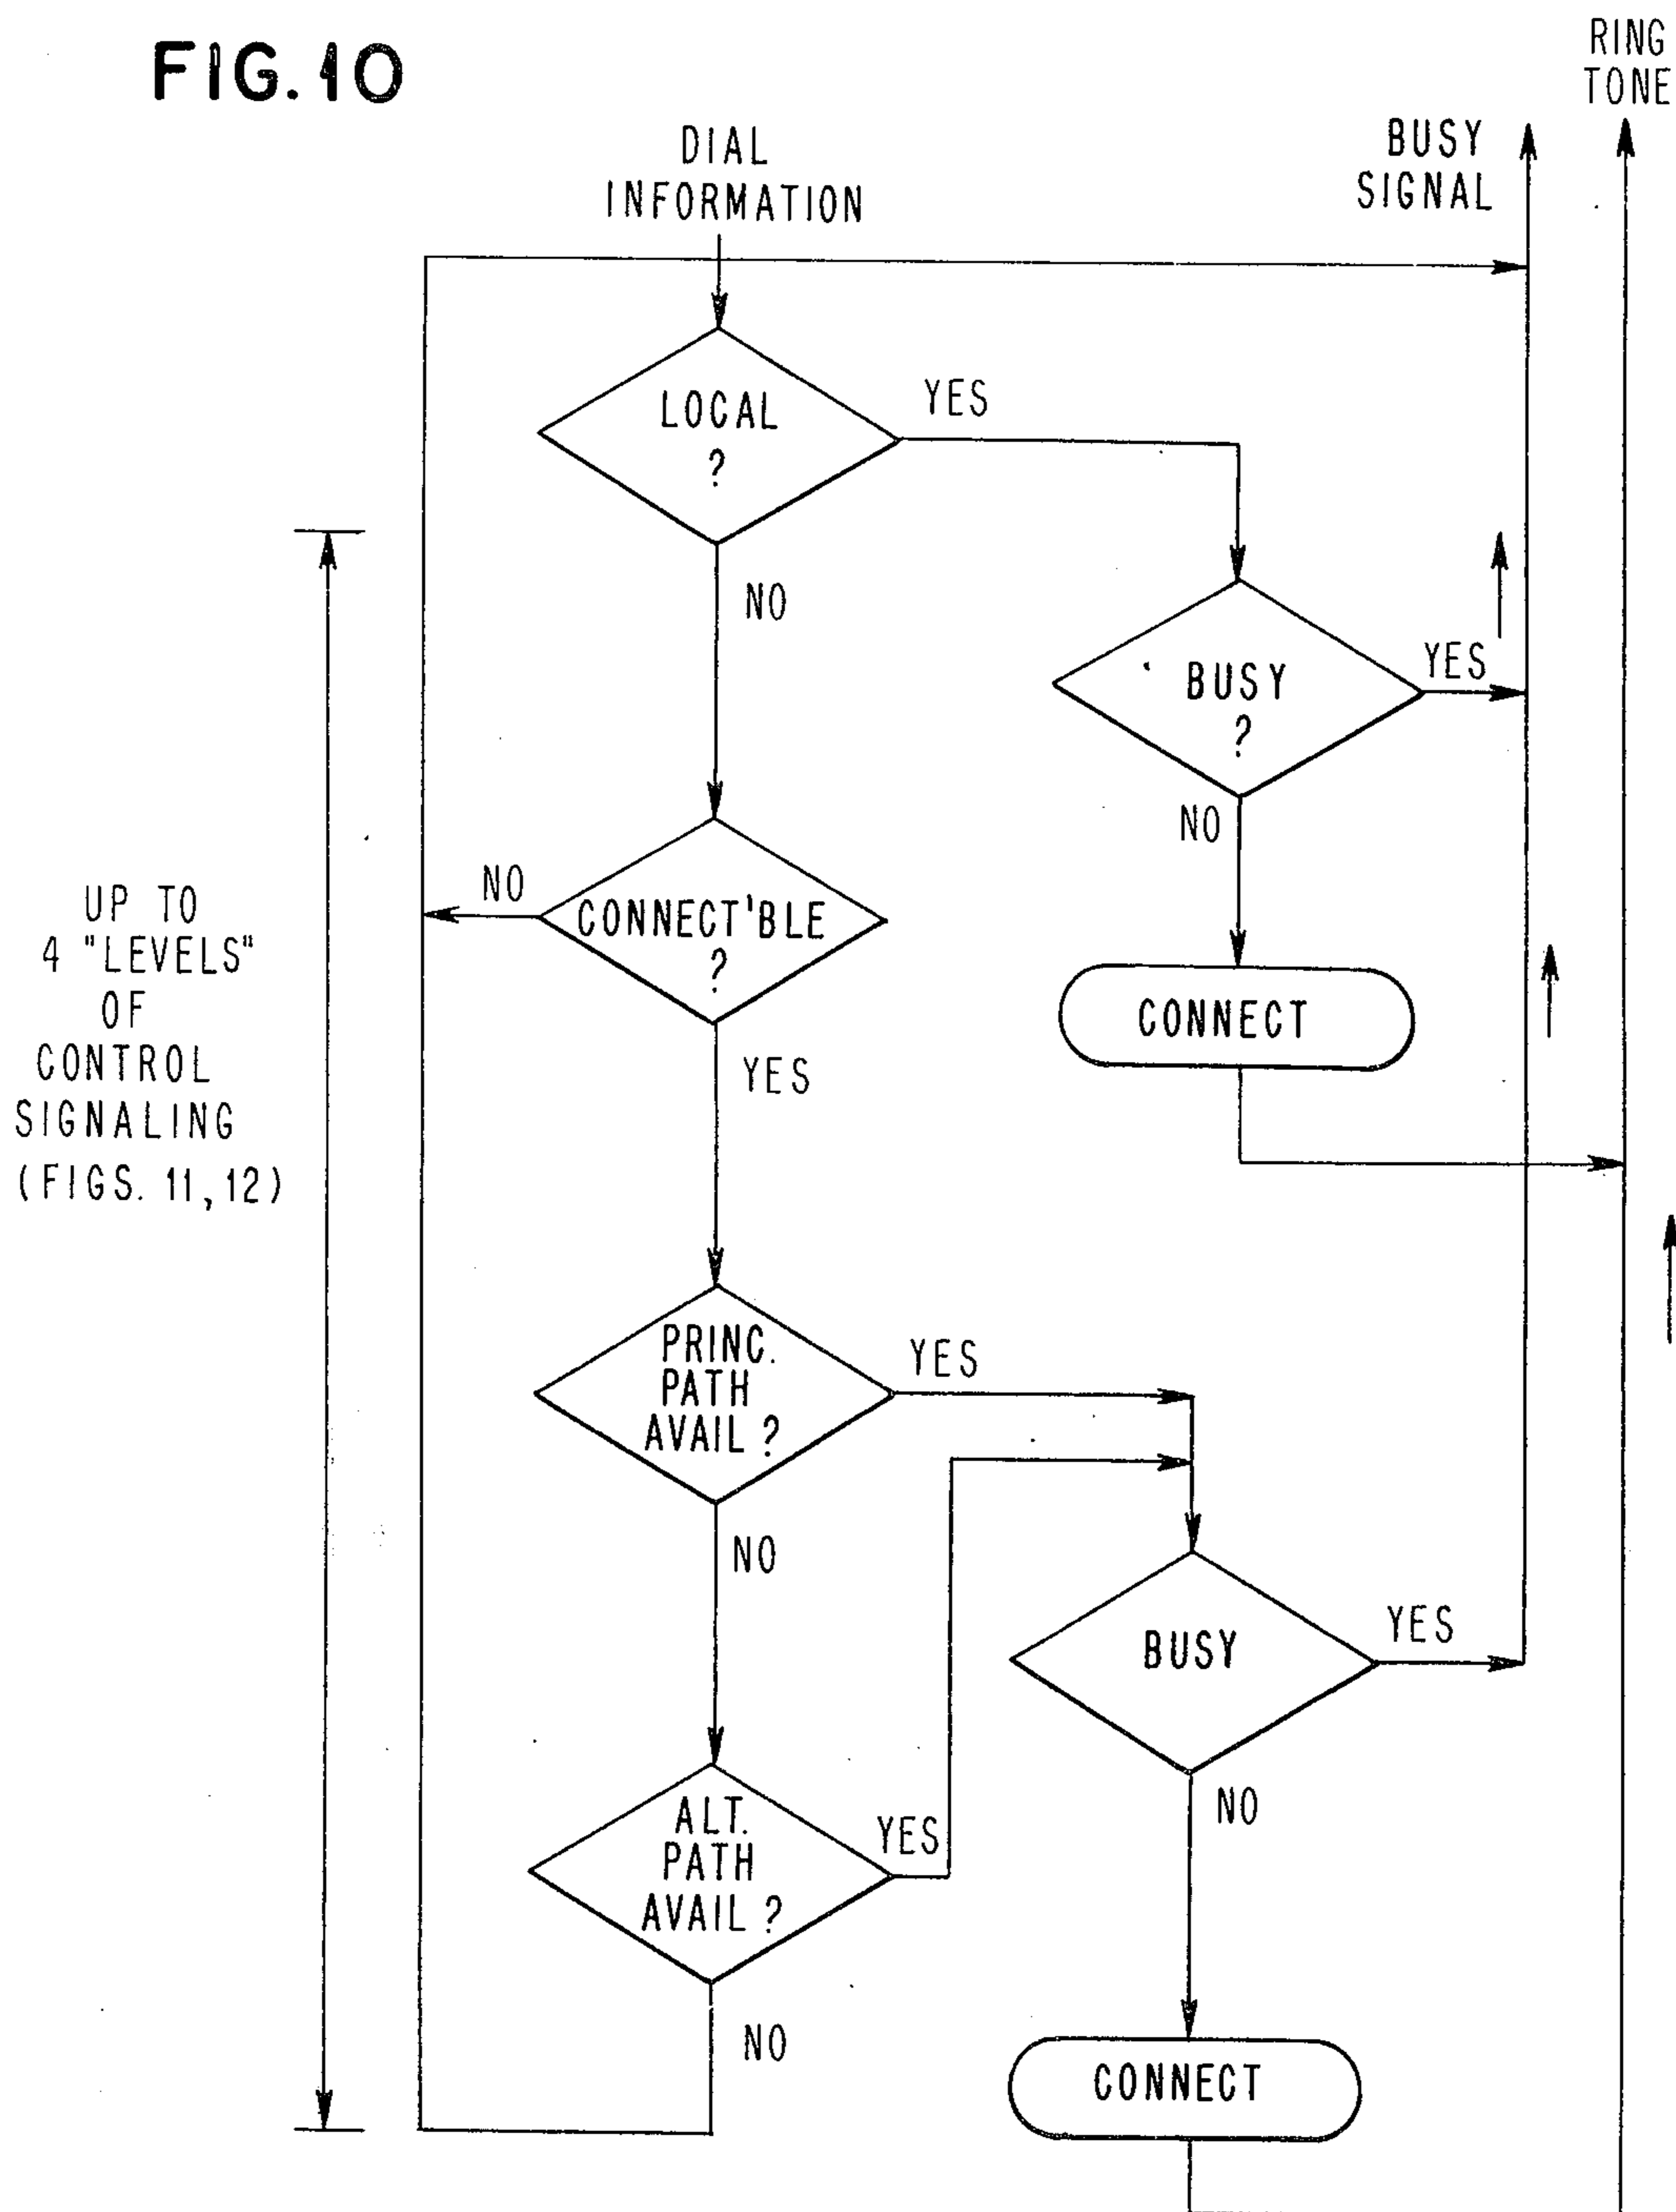 FIG. 10
RING
TONE
BUSY
SIGNAL
DIAL
INFORMATION
LOCAL
?
YES
NO
BUSY
?
YES
NO
CONNECT'BLE
?
NO
YES
CONNECT
UP TO
4 "LEVELS"
OF
CONTROL
SIGNALING
(FIGS. 11,12)
PRINC.
PATH
AVAIL ?
YES
NO
BUSY
YES
NO
ALT.
PATH
AVAIL ?
YES
NO
CONNECT